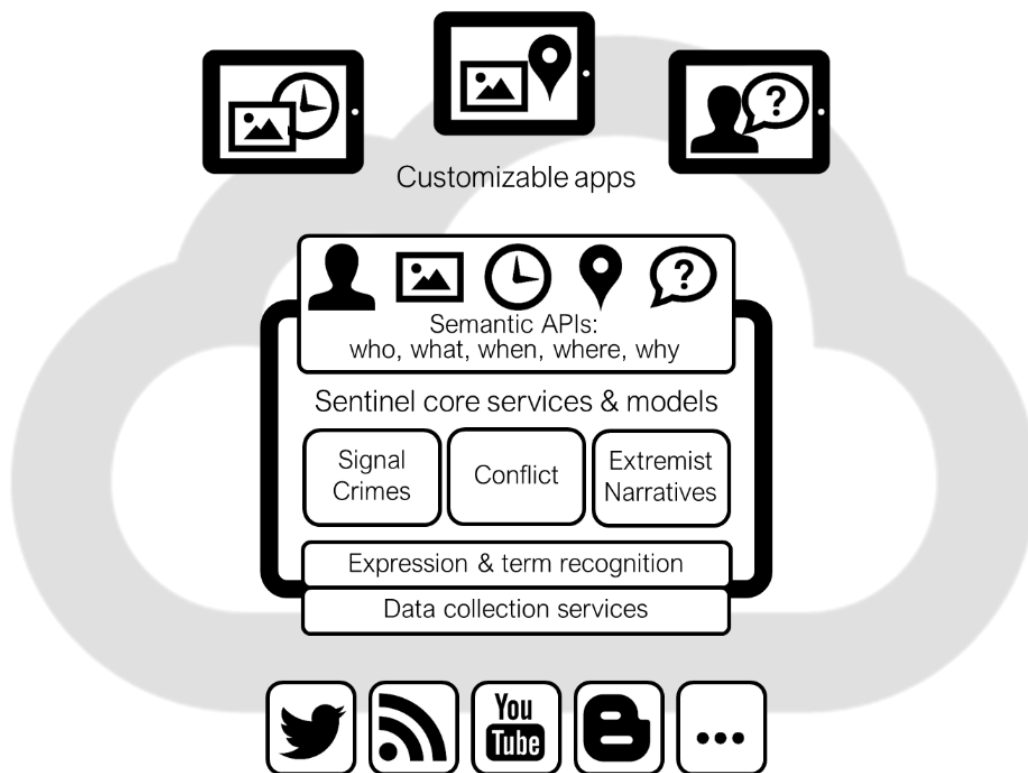 Customizable apps
?
?
Semantic APIs:
who, what, when, where, why
Sentinel core services & models
Signal
Crimes
Conflict
Extremist
Narratives
Expression & term recognition
Data collection services
You
Tube
...